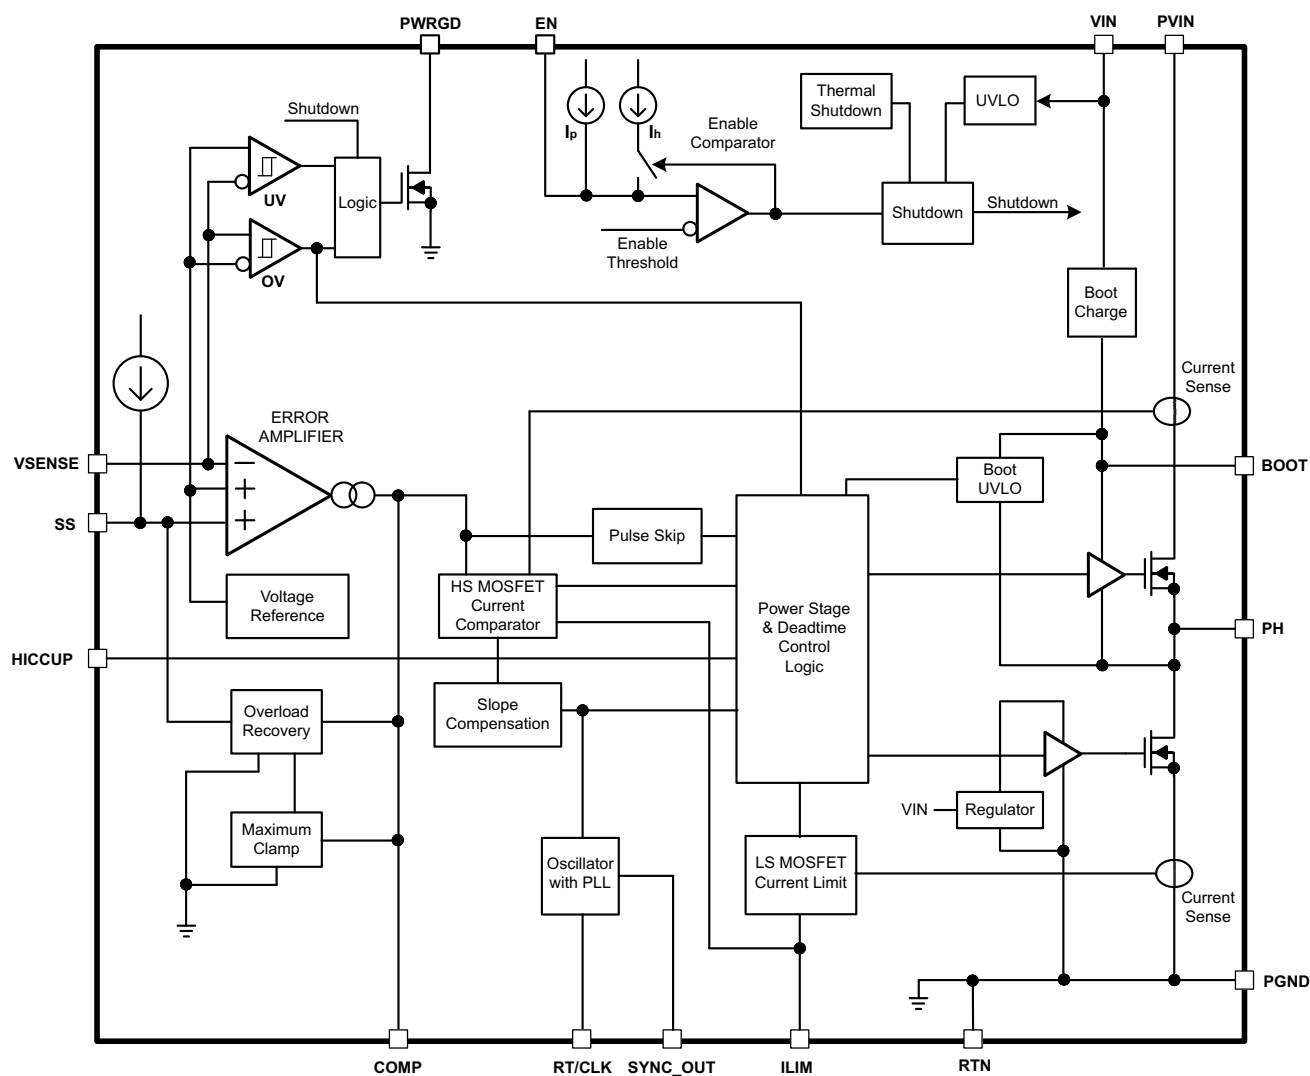 PWRGD
EN
VIN
PVIN
Shutdown
Ip
Ih
Enable
Comparator
Thermal
Shutdown
UVLO
UV
Logic
Shutdown
Shutdown
OV
Enable
Threshold
Boot
Charge
Current
Sense
ERROR
AMPLIFIER
VSENSE
−
+
+
SS
Boot
UVLO
BOOT
Pulse Skip
Voltage
Reference
HS MOSFET
Current
Comparator
Power Stage
& Deadtime
Control
Logic
PH
HICCUP
Overload
Recovery
Slope
Compensation
VIN
Regulator
Maximum
Clamp
Oscillator
with PLL
LS MOSFET
Current Limit
Current
Sense
PGND
COMP
RT/CLK
SYNC_OUT
ILIM
RTN